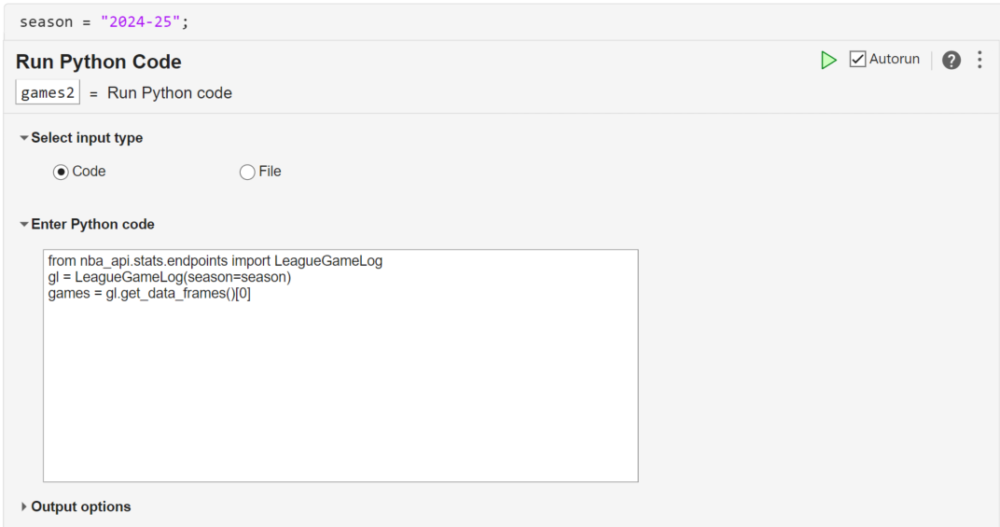 season = "2024-25";
Run Python Code
Autorun
games2 = Run Python code
Select input type
Code File
Enter Python code
from nba_api.stats.endpoints import LeagueGameLog
gl = LeagueGameLog(season=season)
games = gl.get_data_frames()[0]
Output options